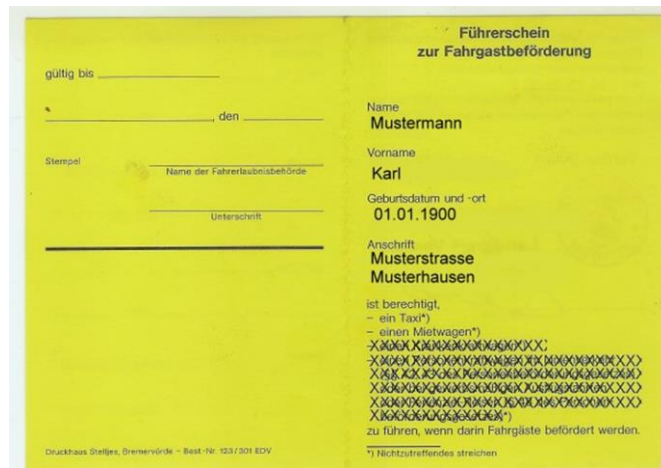 gültig bis
, den
Stempel
Name der Fahrerlaubnisbehörde
Unterschrift
Druckhaus Stelljes, Bremervörde – Best-Nr. 123/301 EDV
Führerschein
zur Fahrgastbeförderung
Name
Mustermann
Vorname
Karl
Geburtsdatum und -ort
01.01.1900
Anschrift
Musterstrasse
Musterhausen
ist berechtigt,
– ein Taxi*)
– einen Mietwagen*)
zu führen, wenn darin Fahrgäste befördert werden.
*) Nichtzutreffendes streichen